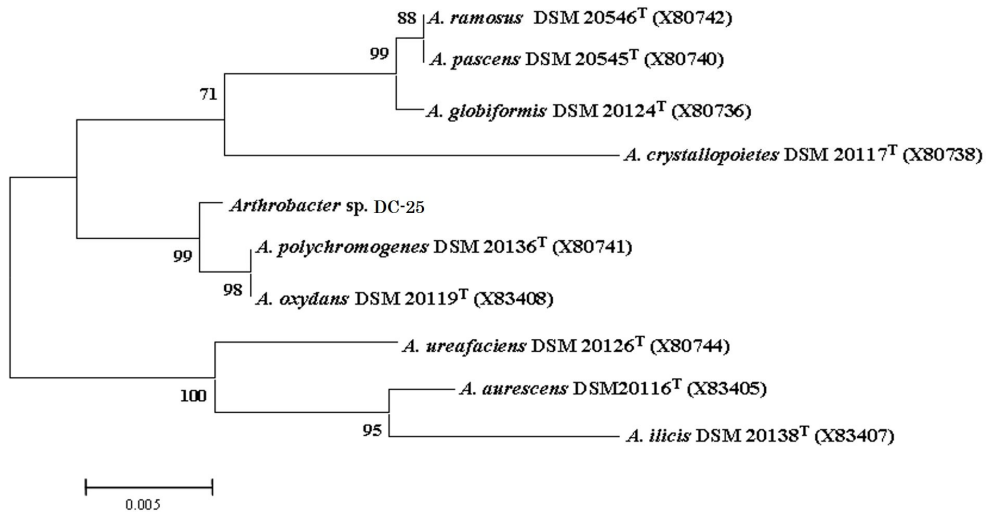 88 A. ramosus DSM 20546T (X80742)
99 A. pascens DSM 20545T (X80740)
71
A. globiformis DSM 20124T (X80736)
A. crystallopoietes DSM 20117T (X80738)
Arthrobacter sp. DC-25
99 A. polychromogenes DSM 20136T (X80741)
98 A. oxydans DSM 20119T (X83408)
A. ureafaciens DSM 20126T (X80744)
100 A. aurescens DSM20116T (X83405)
95 A. ilicis DSM 20138T (X83407)
0.005